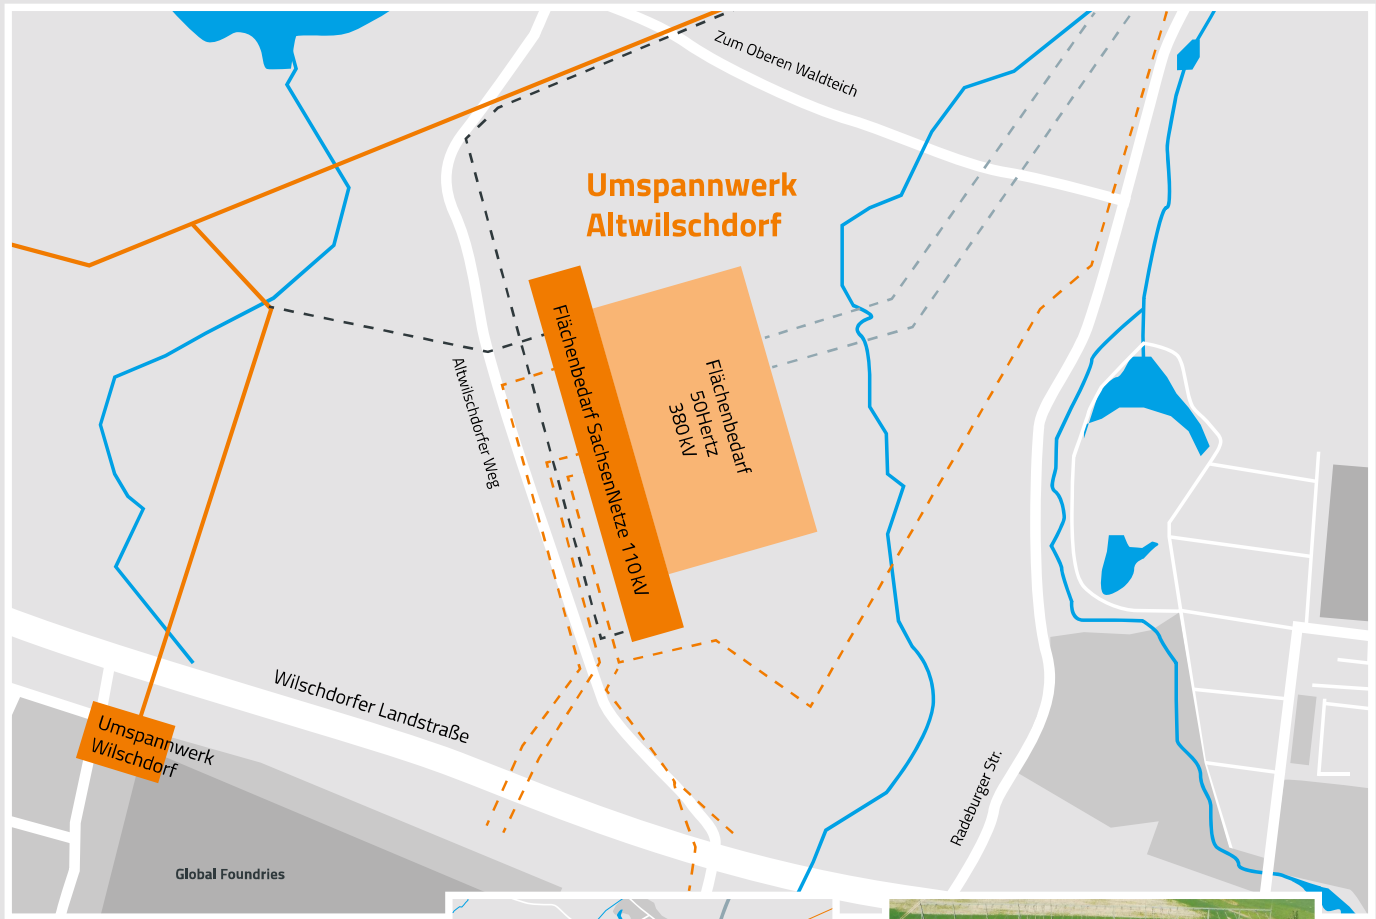 Zum Oberen Waldteich
Umspannwerk
Altwilschdorf
Flächenbedarf SachsenNetze 110 kV
Flächenbedarf
50Hertz
380 kV
Altwilschdorfer Weg
Wilschdorfer Landstraße
Umspannwerk
Wilschdorf
Radeburger Str.
Global Foundries